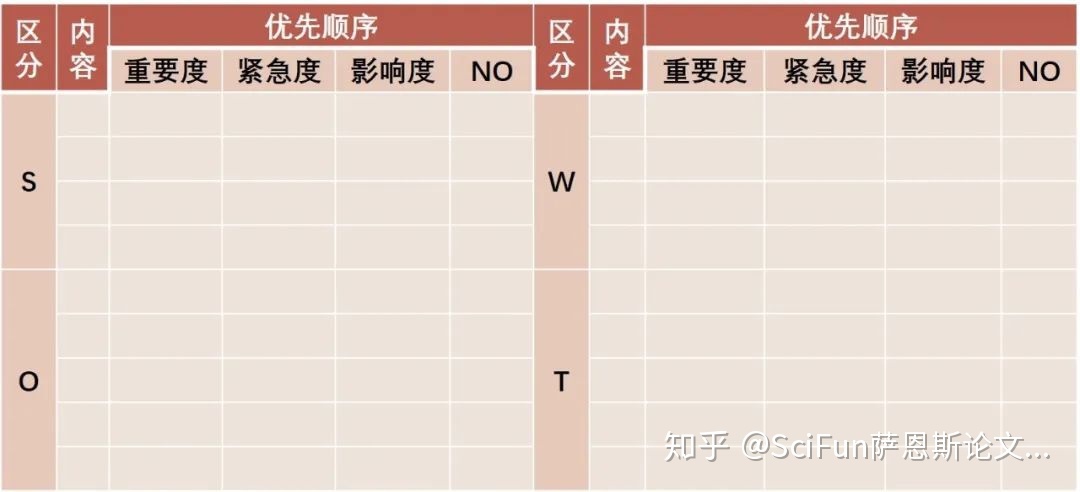 区分 内容 优先顺序 区分 内容 优先顺序
重要度 紧急度 影响度 NO 重要度 紧急度 影响度 NO
S W
O T
知乎 @SciFun萨恩斯论文...